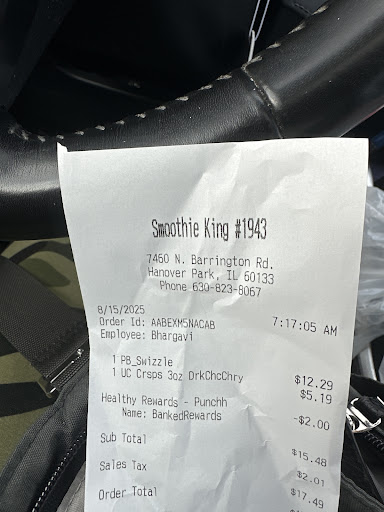 Smoothie King #1943
7460 N. Barrington Rd.
Hanover Park, IL 60133
Phone 630-823-8067
8/15/2025 7:17:05 AM
Order Id: AABEXM5NACAB
Employee: Bhargavi
1 PB_Swizzle $12.29
1 UC Crsps 3oz DrkChcChry $5.19
Healthy Rewards - Punchh -$2.00
Name: BankedRewards
Sub Total $15.48
Sales Tax $2.01
Order Total $17.49